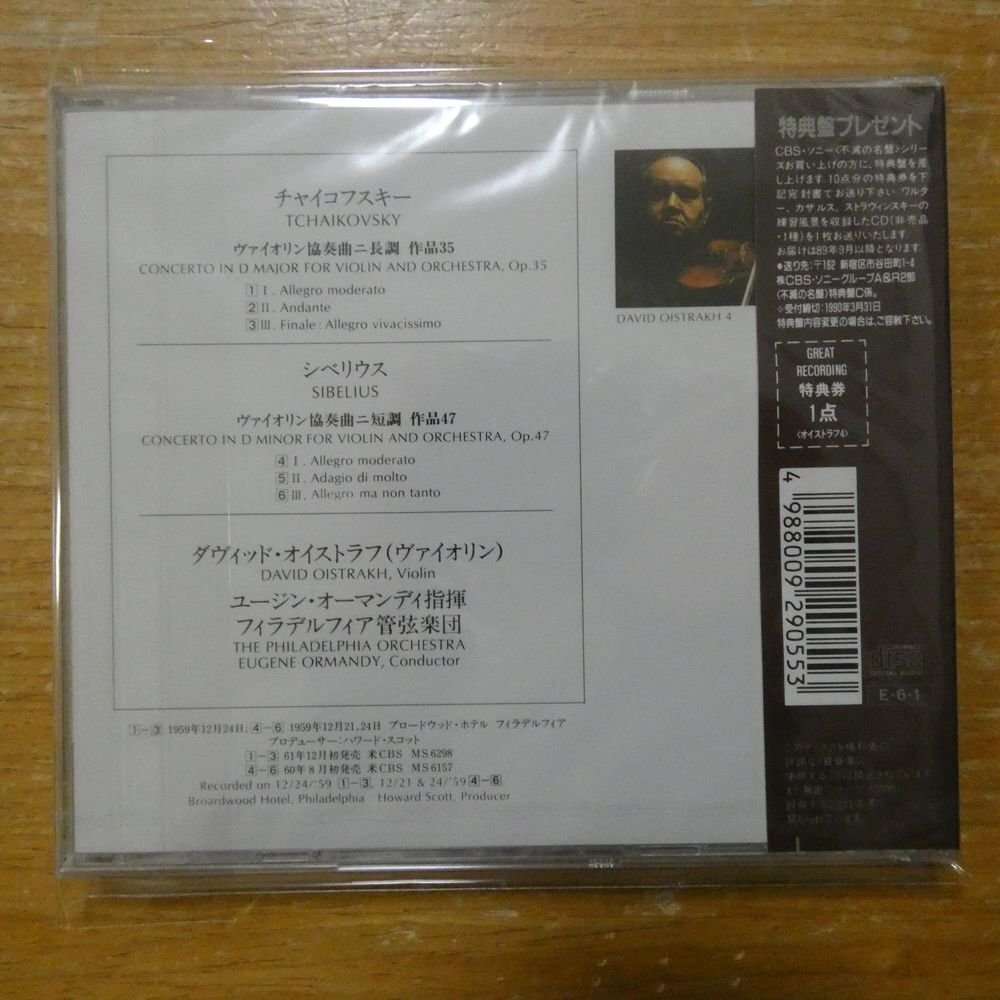 チャイコフスキー
TCHAIKOVSKY
ヴァイオリン協奏曲ニ長調 作品35
CONCERTO IN D MAJOR FOR VIOLIN AND ORCHESTRA, Op.35
1 I. Allegro moderato
2 II. Andante
3 III. Finale: Allegro vivacissimo
シベリウス
SIBELIUS
ヴァイオリン協奏曲ニ短調 作品47
CONCERTO IN D MINOR FOR VIOLIN AND ORCHESTRA, Op.47
4 I. Allegro moderato
5 II. Adagio di molto
6 III. Allegro ma non tanto
ダヴィッド・オイストラフ(ヴァイオリン)
DAVID OISTRAKH, Violin
ユージン・オーマンディ指揮
フィラデルフィア管弦楽団
THE PHILADELPHIA ORCHESTRA
EUGENE ORMANDY, Conductor
1-3 1959年12月24日; 4-6 1959年12月21,24日 ブロードウッド・ホテル フィラデルフィア
プロデューサー:ハワード・スコット
1-3 61年12月初発売 米CBS MS6298
4-6 60年8月初発売 米CBS MS6157
Recorded on 12/24/'59 1-3, 12/21 & 24/'59 4-6
Broardwood Hotel, Philadelphia Howard Scott, Producer
DAVID OISTRAKH 4
特典盤プレゼント
CBS・ソニー〈不滅の名盤〉シリー
ズお買い上げの方に、特典盤を差
し上げます。10点分の特典券を下
記宛封書でお送り下さい。ワルタ
ー、カザルス、ストラヴィンスキーの
練習風景を収録したCD(非売品
・1種)を1枚お送りいたします。
お届けは89年9月以降となります。
●送り先:〒162 新宿区市谷田町1-4
㈱CBS・ソニーグループA&R2部
〈不滅の名盤〉特典盤C係。
※受付締切:1990年3月31日
特典盤内容変更の場合は、ご容赦下さい。
GREAT
RECORDING
特典券
1点
〈オイストラフ4〉
4 988009 290553
COMPACT
disc
DIGITAL AUDIO
E・6・1